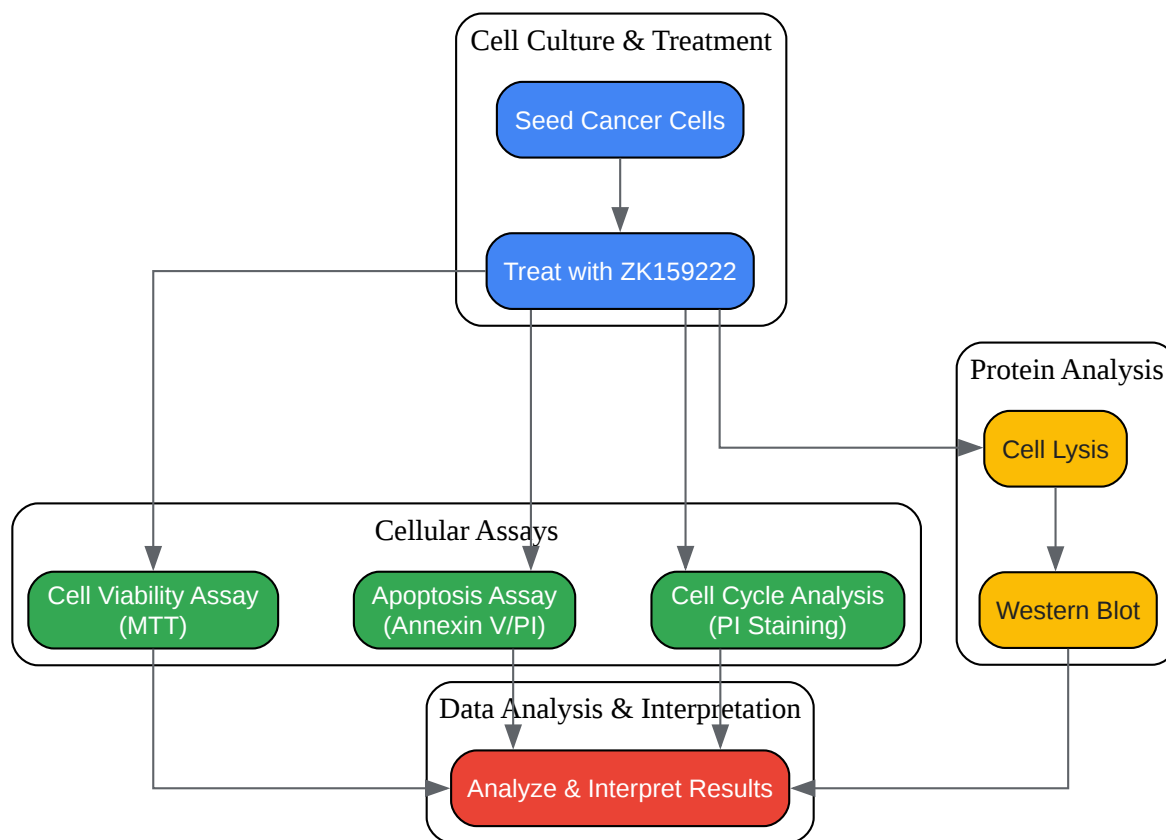 Cell Culture & Treatment
Seed Cancer Cells
Treat with ZK159222
Protein Analysis
Cell Lysis
Western Blot
Cellular Assays
Cell Viability Assay
(MTT)
Apoptosis Assay
(Annexin V/PI)
Cell Cycle Analysis
(PI Staining)
Data Analysis & Interpretation
Analyze & Interpret Results